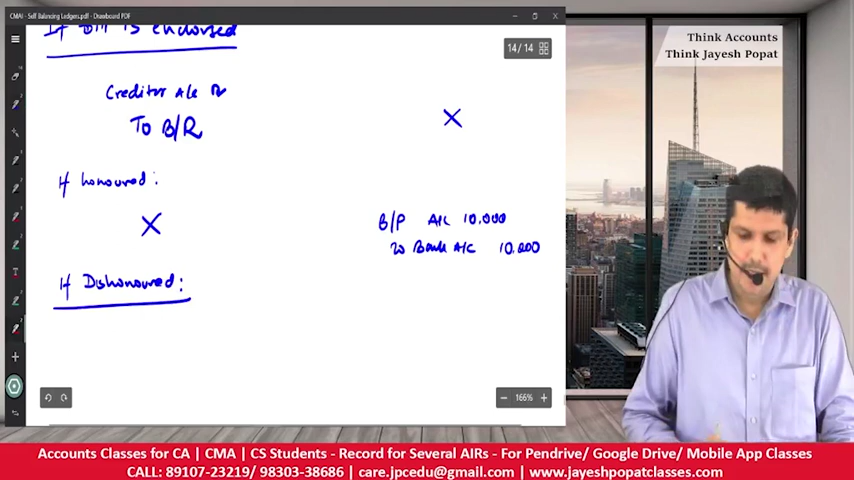 CMAI - Self Balancing Ledgers.pdf - Drawboard PDF
If Bill is endorsed
14 / 14
Think Accounts
Think Jayesh Popat
Creditor A/c Dr
To B/R
If honoured:
B/P A/c 10,000
To Bank A/c 10,000
If Dishonoured:
166%
Accounts Classes for CA | CMA | CS Students - Record for Several AIRs - For Pendrive/ Google Drive/ Mobile App Classes
CALL: 89107-23219/ 98303-38686 | care.jpcedu@gmail.com | www.jayeshpopatclasses.com